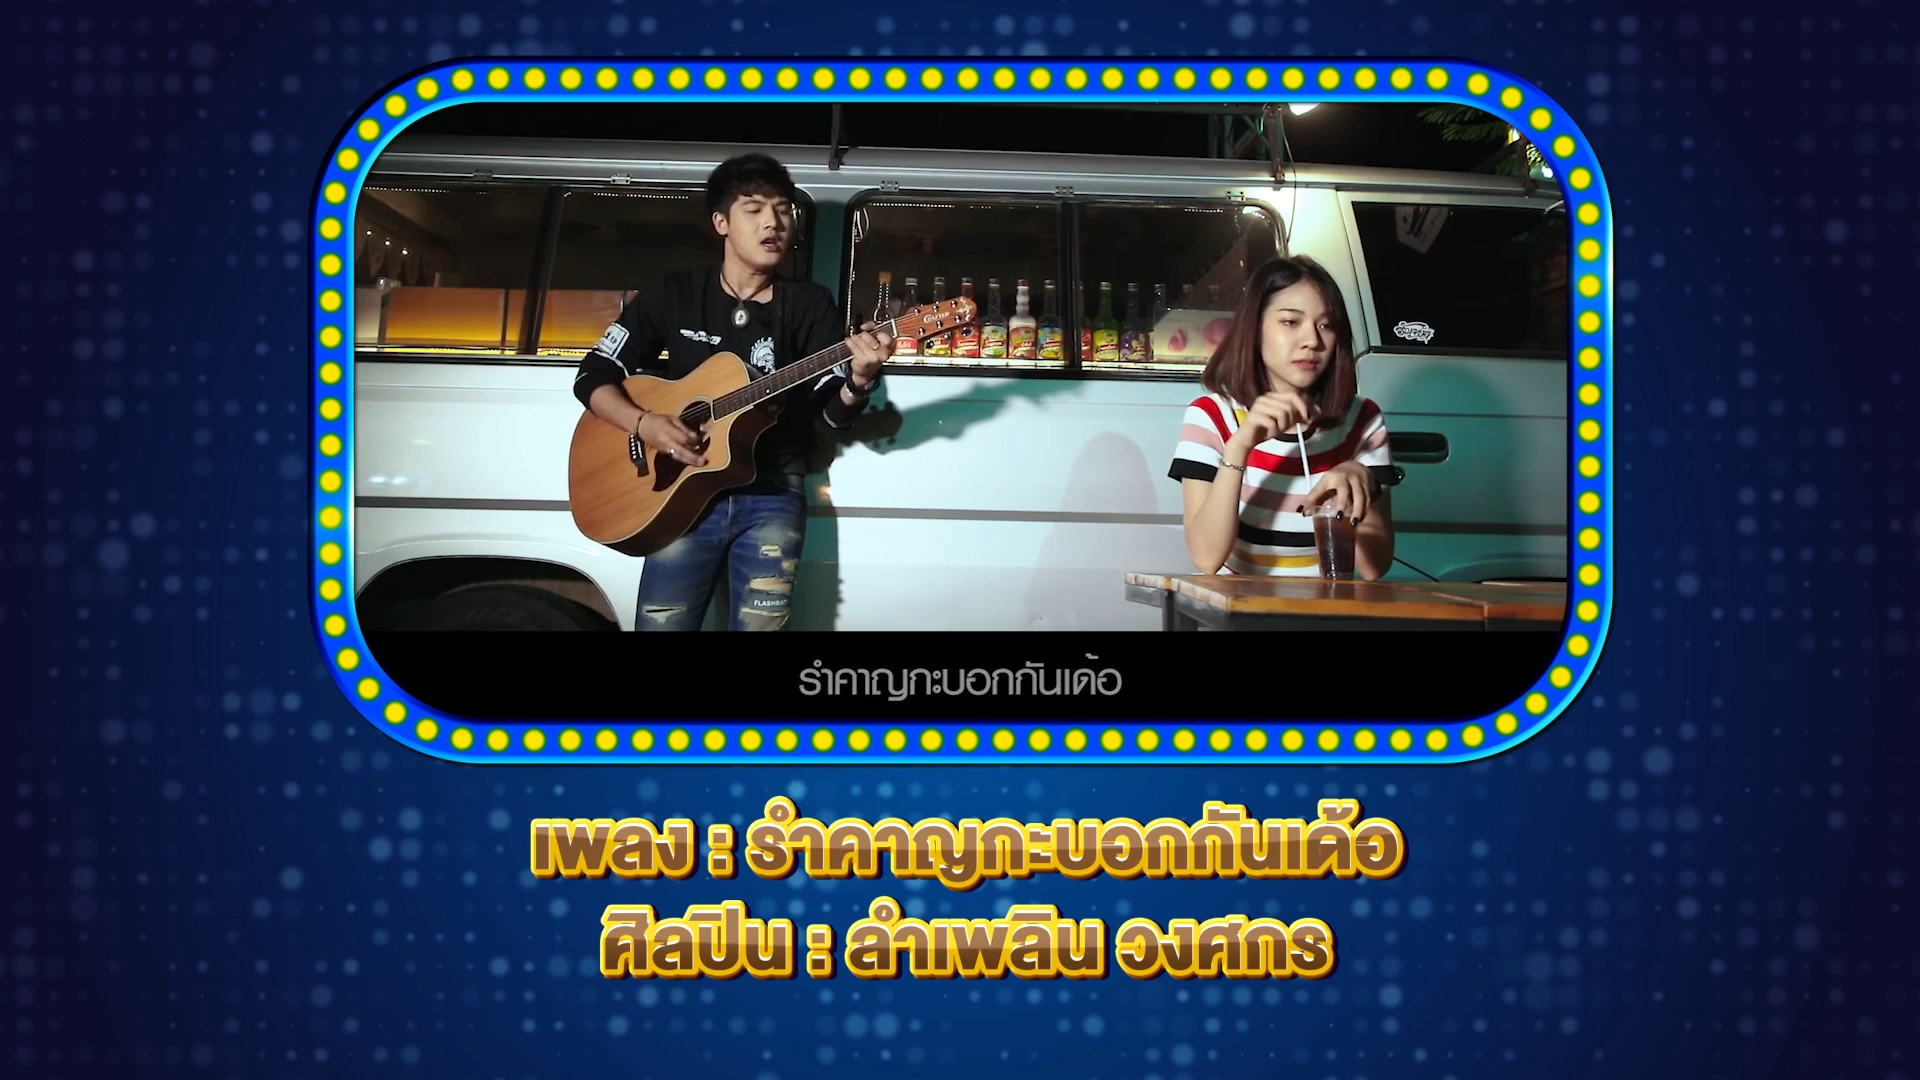 CRAFTER
FLASHBACK
รำคาญกะบอกกันเด้อ
เพลง : รำคาญกะบอกกันเด้อ
ศิลปิน : ลำเพลิน วงศกร